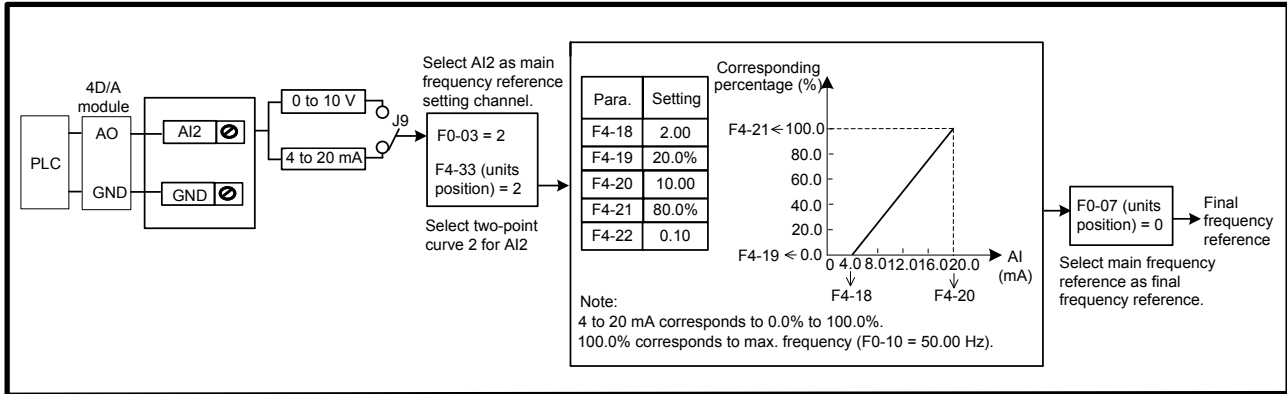 PLC
4D/A
module
AO
GND
AI2
GND
0 to 10 V
4 to 20 mA
J9
Select AI2 as main
frequency reference
setting channel.
F0-03 = 2
F4-33 (units
position) = 2
Select two-point
curve 2 for AI2
Para. Setting
F4-18 2.00
F4-19 20.0%
F4-20 10.00
F4-21 80.0%
F4-22 0.10
Corresponding
percentage (%)
F4-21 100.0
80.0
60.0
40.0
20.0
F4-19 0.0
0 4.0 8.0 12.0 16.0 20.0 AI
(mA)
F4-18 F4-20
Note:
4 to 20 mA corresponds to 0.0% to 100.0%.
100.0% corresponds to max. frequency (F0-10 = 50.00 Hz).
F0-07 (units
position) = 0
Select main frequency
reference as final
frequency reference.
Final
frequency
reference